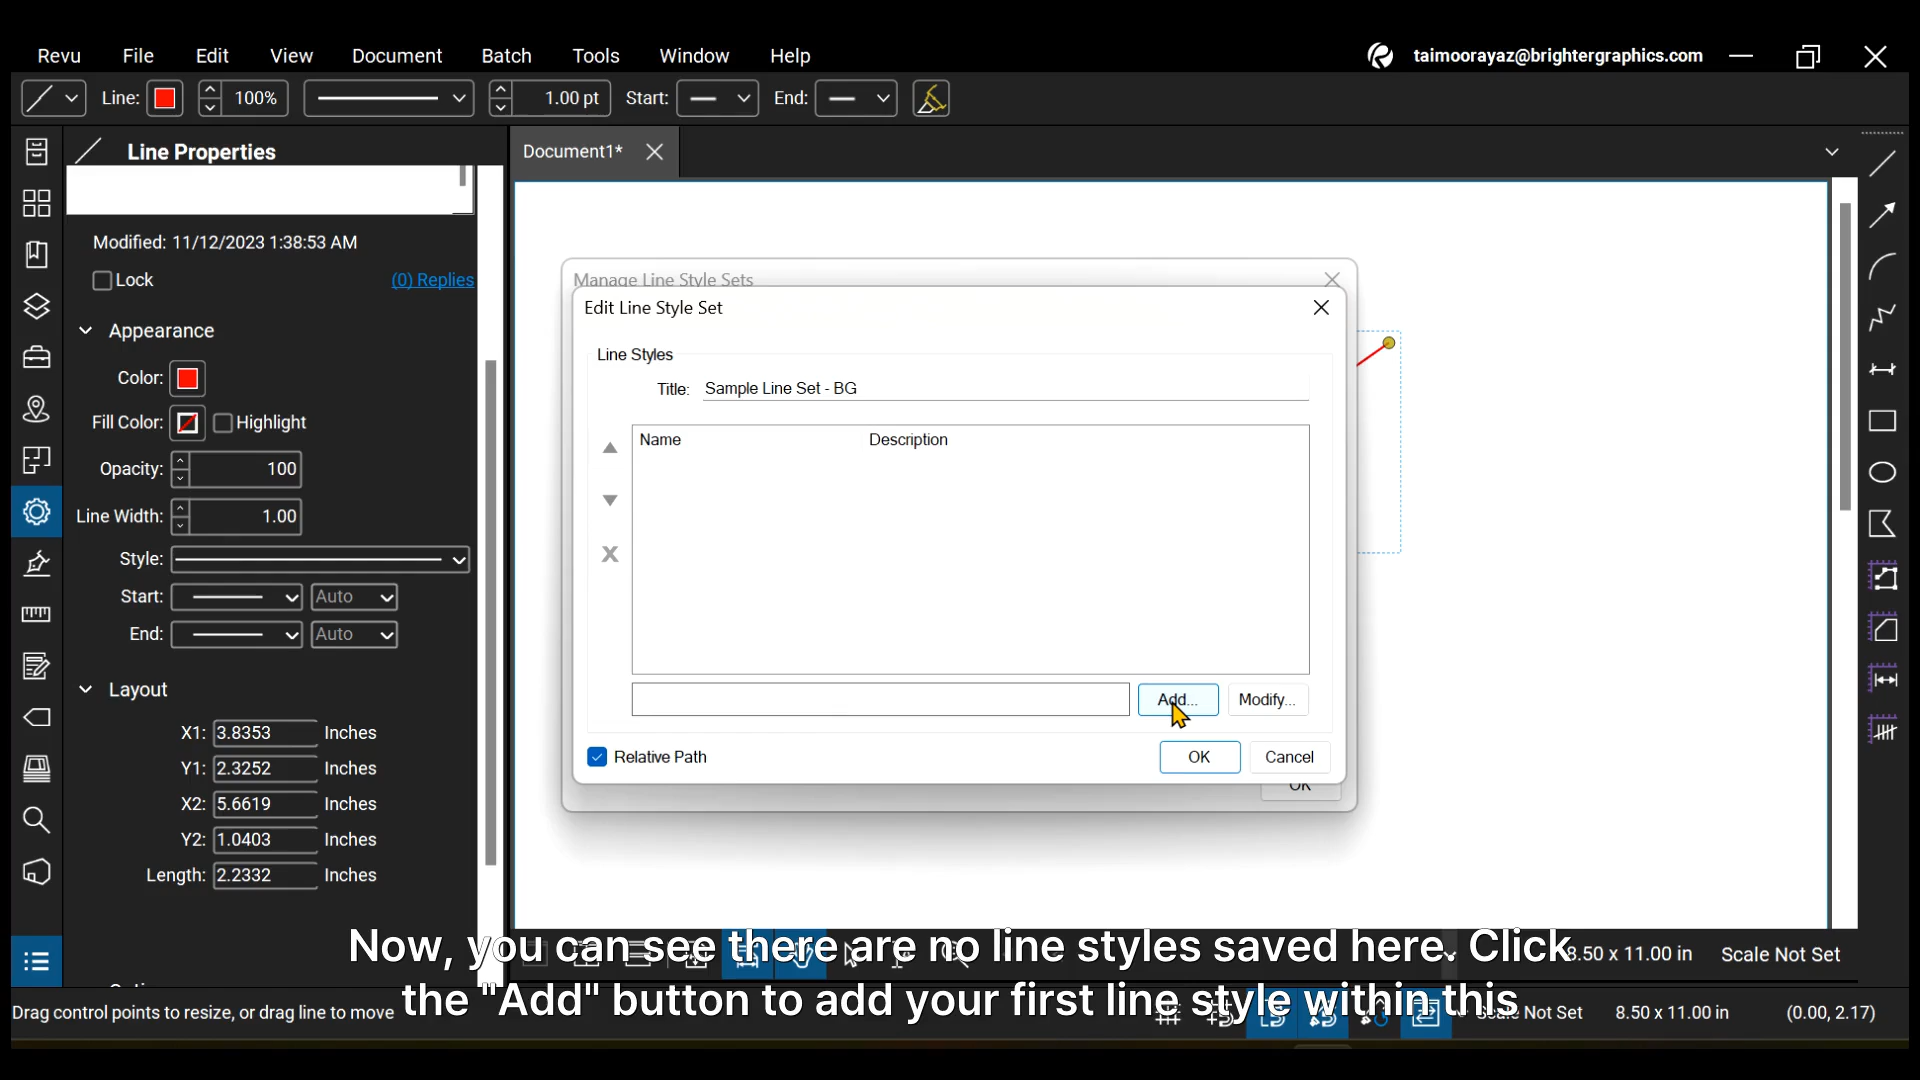 Revu File Edit View Document Batch Tools Window Help taimoorayaz@brightergraphics.com
Line: 100% 1.00 pt Start: End:
Line Properties
Document1*
Modified: 11/12/2023 1:38:53 AM
Lock (0) Replies
Appearance
Color:
Fill Color: Highlight
Opacity: 100
Line Width: 1.00
Style:
Start: Auto
End: Auto
Layout
X1: 3.8353 Inches
Y1: 2.3252 Inches
X2: 5.6619 Inches
Y2: 1.0403 Inches
Length: 2.2332 Inches
Manage Line Style Sets
Edit Line Style Set
Line Styles
Title: Sample Line Set - BG
Name Description
Add... Modify...
Relative Path OK Cancel
OK
Now, you can see there are no line styles saved here. Click
the "Add" button to add your first line style within this
8.50 x 11.00 in Scale Not Set
Drag control points to resize, or drag line to move
Scale Not Set 8.50 x 11.00 in (0.00, 2.17)